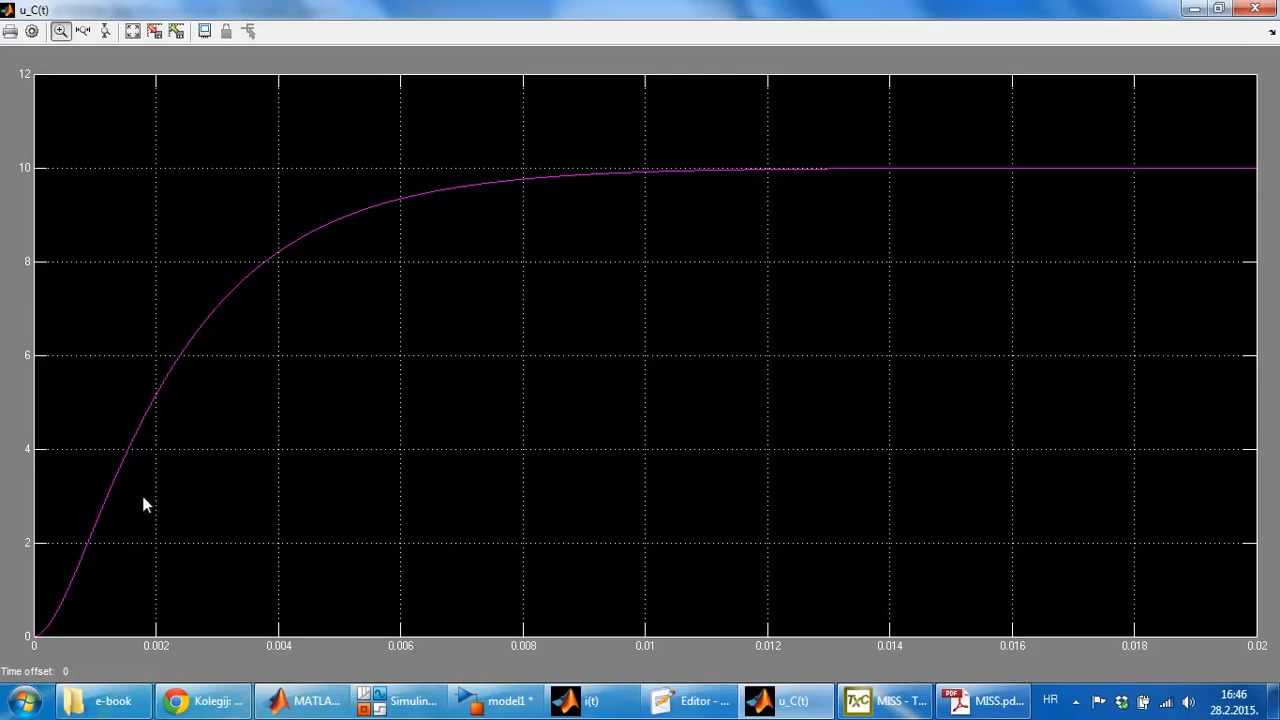 u_C(t)
12
10
8
6
4
2
0
0 0.002 0.004 0.006 0.008 0.01 0.012 0.014 0.016 0.018 0.02
Time offset: 0
e-book Kolegij: ... MATLA... Simulin... model1 * i(t) Editor - ... u_C(t) TXC MISS - T... PDF MISS.pd... HR 16:46
28.2.2015.